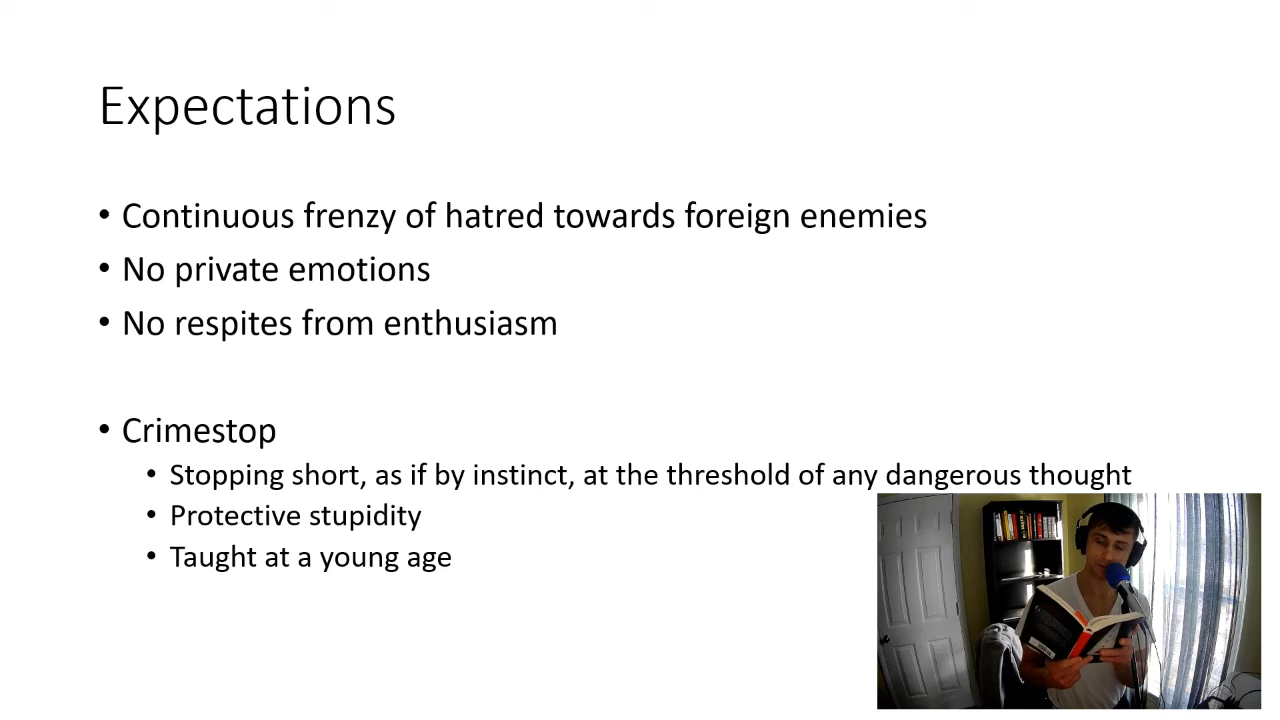 Expectations
• Continuous frenzy of hatred towards foreign enemies
• No private emotions
• No respites from enthusiasm
• Crimestop
• Stopping short, as if by instinct, at the threshold of any dangerous thought
• Protective stupidity
• Taught at a young age